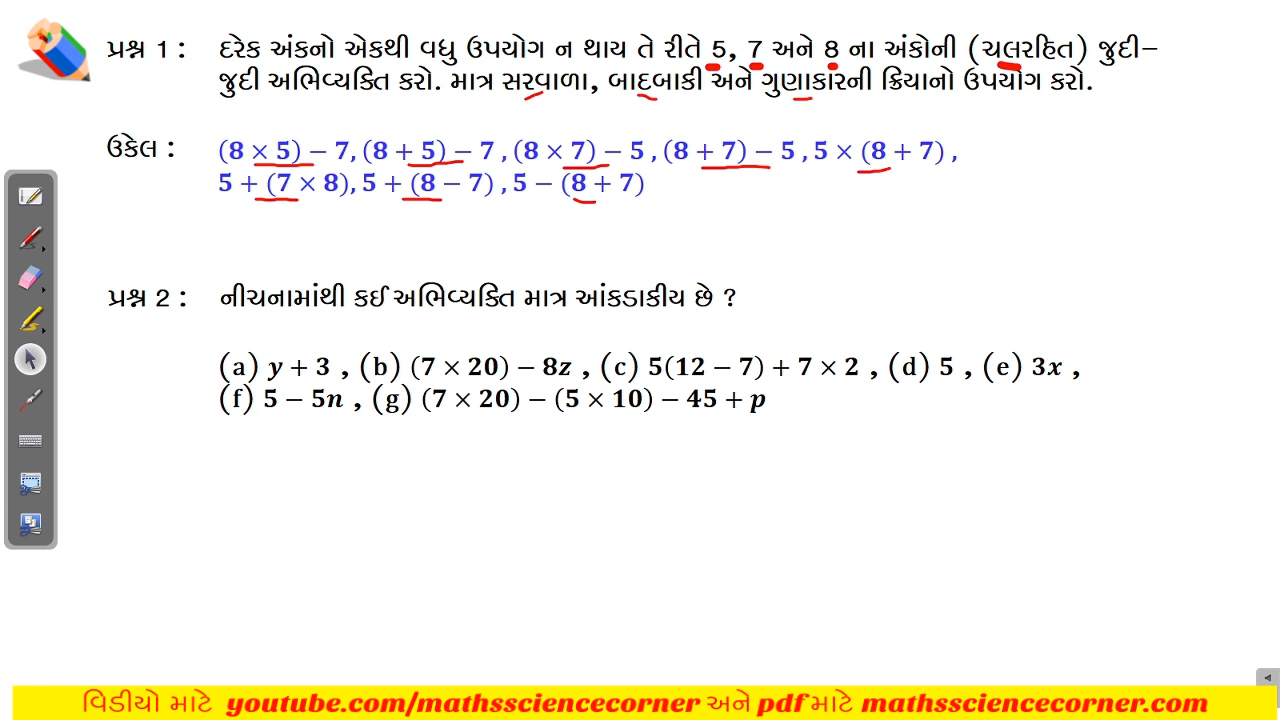 પ્રશ્ન 1 : દરેક અંકનો એકથી વધુ ઉપયોગ ન થાય તે રીતે 5, 7 અને 8 ના અંકોની (ચલરહિત) જુદી–
જુદી અભિવ્યક્તિ કરો. માત્ર સરવાળા, બાદબાકી અને ગુણાકારની ક્રિયાનો ઉપયોગ કરો.
ઉકેલ : (8 × 5) − 7, (8 + 5) − 7 , (8 × 7) − 5 , (8 + 7) − 5 , 5 × (8 + 7) ,
5 + (7 × 8), 5 + (8 − 7) , 5 − (8 + 7)
પ્રશ્ન 2 : નીચનામાંથી કઈ અભિવ્યક્તિ માત્ર આંકડાકીય છે ?
(a) y + 3 , (b) (7 × 20) − 8z , (c) 5(12 − 7) + 7 × 2 , (d) 5 , (e) 3x ,
(f) 5 − 5n , (g) (7 × 20) − (5 × 10) − 45 + p
વિડીયો માટે youtube.com/mathssciencecorner અને pdf માટે mathssciencecorner.com